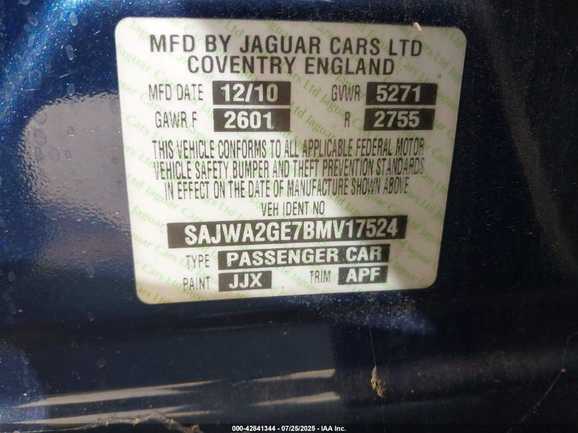 MFD BY JAGUAR CARS LTD
COVENTRY ENGLAND
MFD DATE 12/10 GVWR 5271
GAWR F 2601 R 2755
THIS VEHICLE CONFORMS TO ALL APPLICABLE FEDERAL MOTOR
VEHICLE SAFETY BUMPER AND THEFT PREVENTION STANDARDS
IN EFFECT ON THE DATE OF MANUFACTURE SHOWN ABOVE
VEH IDENT NO
SAJWA2GE7BMV17524
TYPE PASSENGER CAR
PAINT JJX TRIM APF
000-42841344 - 07/25/2025 - IAA Inc.